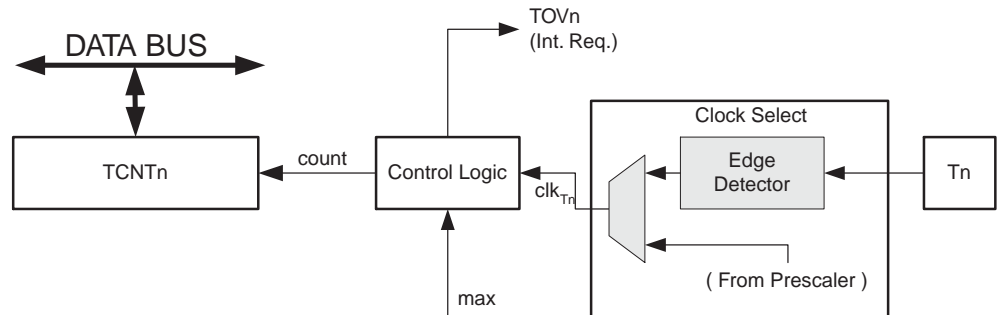 TOVn
(Int. Req.)
DATA BUS
Clock Select
TCNTn
count
Control Logic
clkTn
Edge
Detector
Tn
( From Prescaler )
max